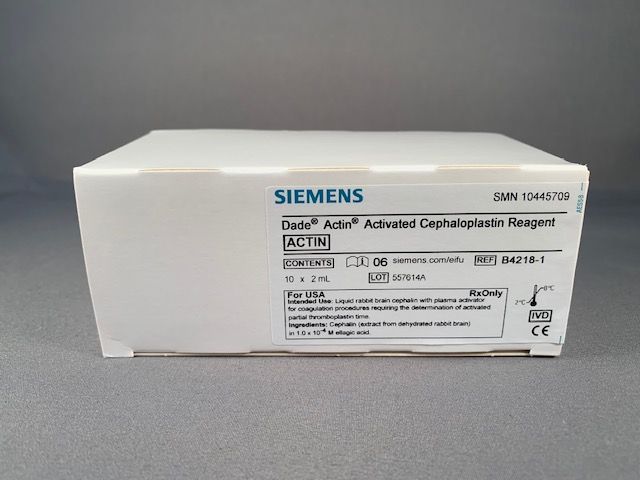 SIEMENS
SMN 10445709
Dade® Actin® Activated Cephaloplastin Reagent
ACTIN
CONTENTS 06 siemens.com/eifu REF B4218-1
10 x 2 mL LOT 557614A
For USA RxOnly
Intended Use: Liquid rabbit brain cephalin with plasma activator
for coagulation procedures requiring the determination of activated
partial thromboplastin time.
Ingredients: Cephalin (extract from dehydrated rabbit brain)
in 1.0 x 10⁻⁴ M ellagic acid.
8°C
2°C
IVD
CE